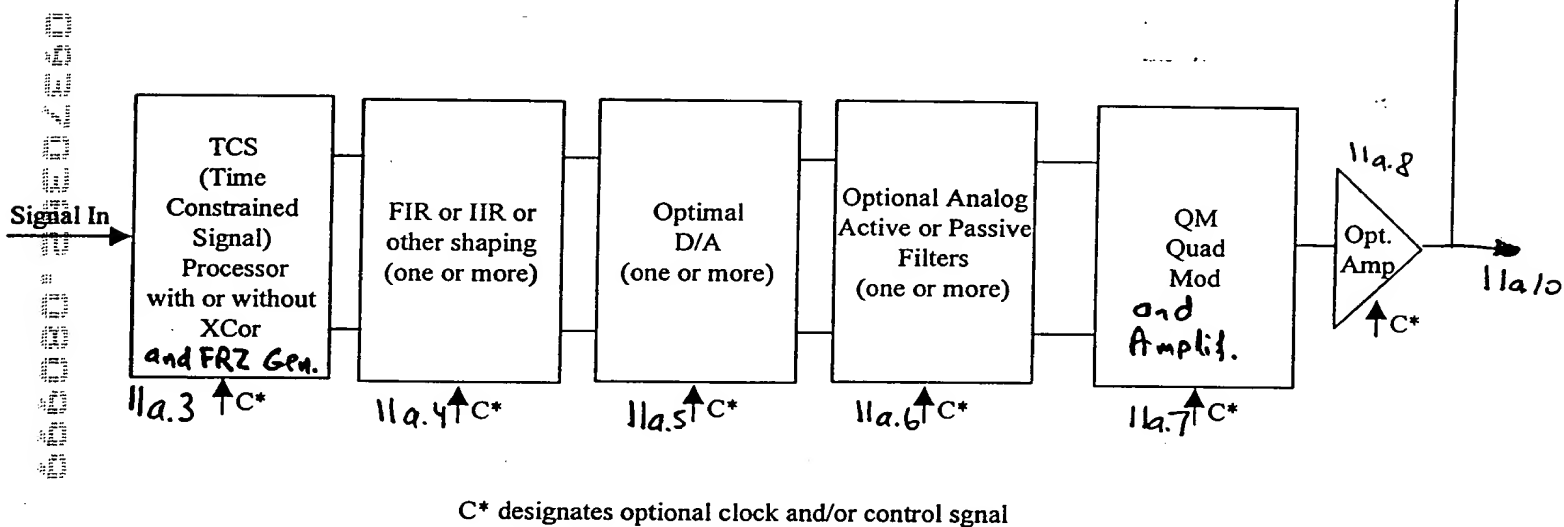 Signal In
TCS
(Time
Constrained
Signal)
Processor
with or without
XCor
and FRZ Gen.
11a.3
C*
FIR or IIR or
other shaping
(one or more)
11a.4
C*
Optimal
D/A
(one or more)
11a.5
C*
Optional Analog
Active or Passive
Filters
(one or more)
11a.6
C*
QM
Quad
Mod
and
Amplif.
11a.7
C*
11a.8
Opt.
Amp
C*
11a10
C* designates optional clock and/or control sgnal